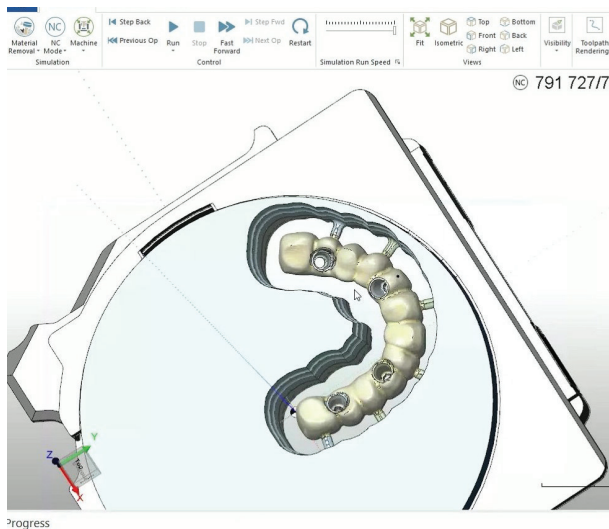 Step Back
Step Fwd
Top
Bottom
Previous Op
Next Op
Front
Back
Right
Left
Material Removal
NC
NC Mode
Machine
Run
Stop
Fast Forward
Restart
Fit
Isometric
Visibility
Toolpath Rendering
Simulation
Control
Simulation Run Speed
Views
NC 791 727/7
Z
Y
X
Top
Progress